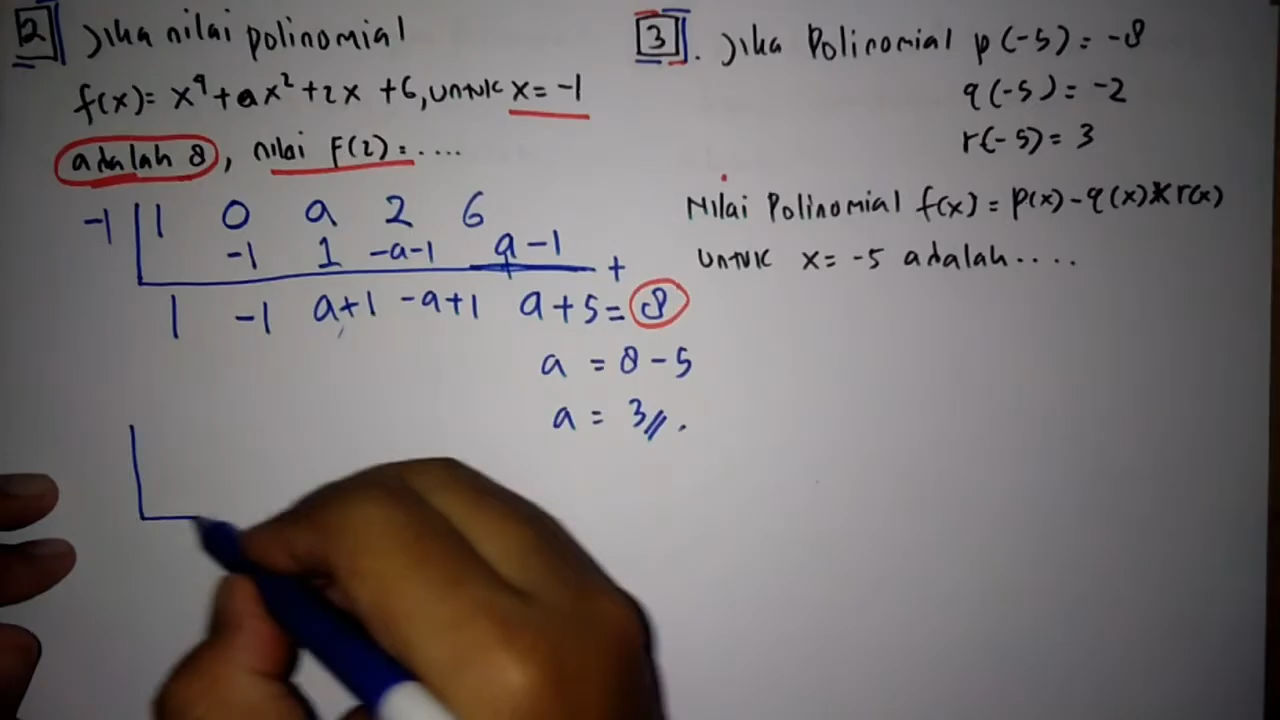 2 Jika nilai polinomial
f(x)= x⁴+ax²+2x +6, untuk x= -1
adalah 8, nilai f(2)=....
-1 1 0 a 2 6
-1 1 -a-1 a-1
+
1 -1 a+1 -a+1 a+5=8
a = 8-5
a = 3//.
3. Jika Polinomial p(-5)= -8
q(-5)= -2
r(-5)= 3
Nilai Polinomial f(x)= p(x)-q(x)*r(x)
untuk x= -5 adalah....